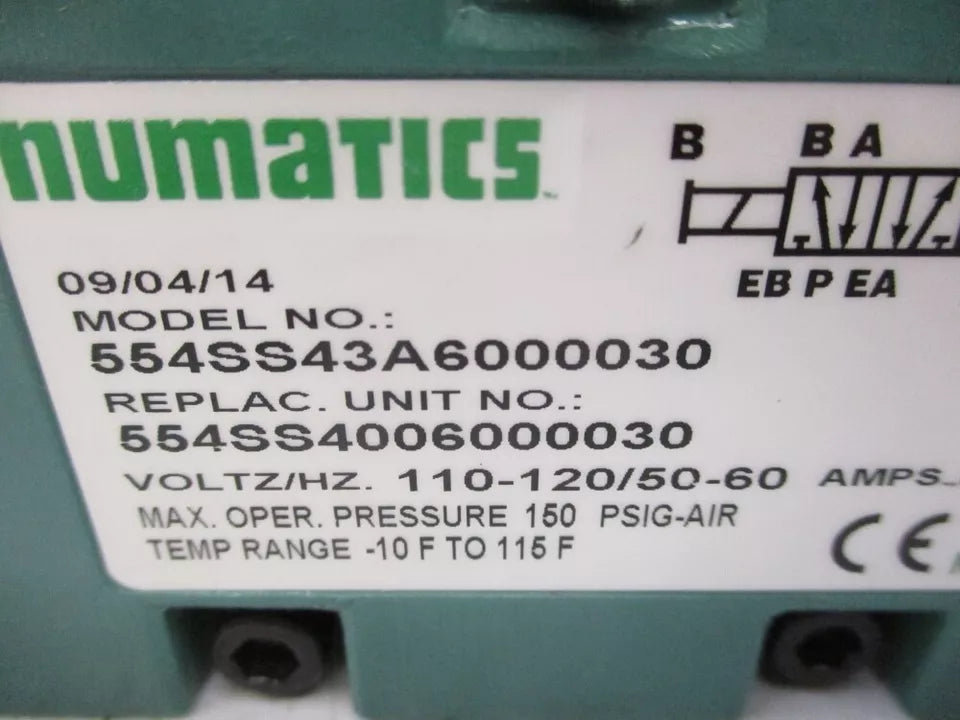 numatics
B B A
EB P EA
09/04/14
MODEL NO.:
554SS43A6000030
REPLAC. UNIT NO.:
554SS4006000030
VOLTZ/HZ. 110-120/50-60 AMPS.
MAX. OPER. PRESSURE 150 PSIG-AIR
TEMP RANGE -10 F TO 115 F
CE